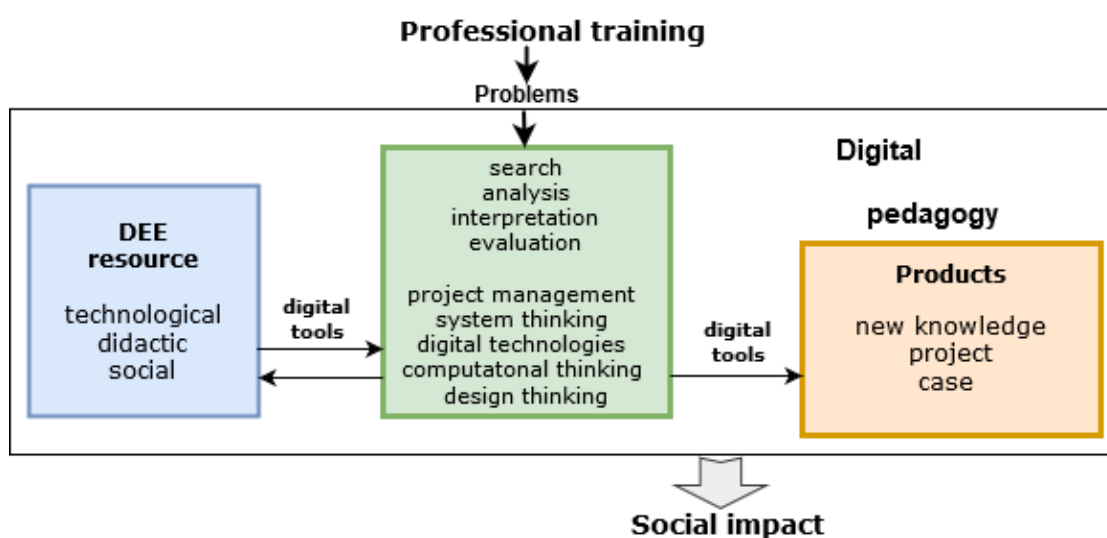 Professional training
Problems
Digital
pedagogy
DEE
resource
technological
didactic
social
digital
tools
search
analysis
interpretation
evaluation
project management
system thinking
digital technologies
computatonal thinking
design thinking
digital
tools
Products
new knowledge
project
case
Social impact